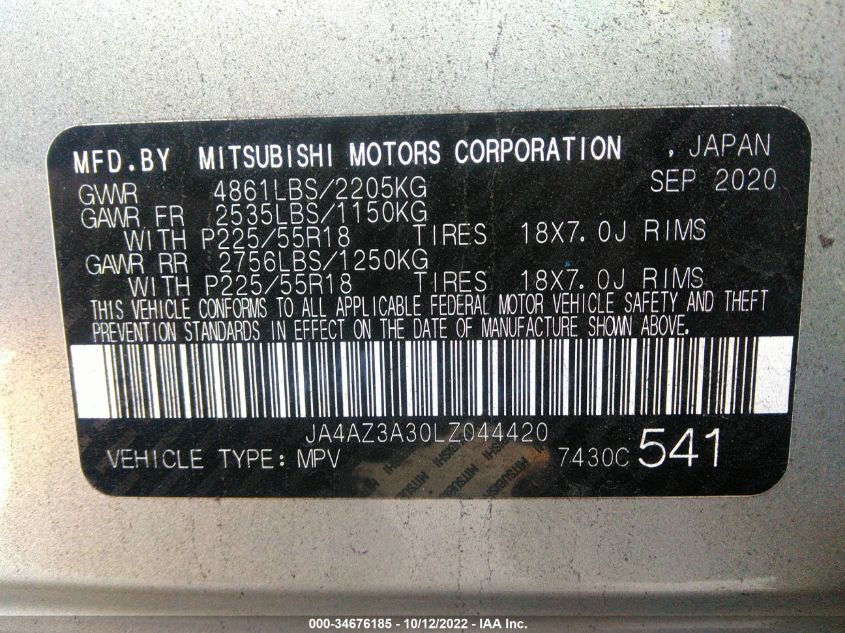 MFD.BY MITSUBISHI MOTORS CORPORATION , JAPAN
GVWR 4861LBS/2205KG SEP 2020
GAWR FR 2535LBS/1150KG
WITH P225/55R18 TIRES 18X7.0J RIMS
GAWR RR 2756LBS/1250KG
WITH P225/55R18 TIRES 18X7.0J RIMS
THIS VEHICLE CONFORMS TO ALL APPLICABLE FEDERAL MOTOR VEHICLE SAFETY AND THEFT
PREVENTION STANDARDS IN EFFECT ON THE DATE OF MANUFACTURE SHOWN ABOVE.
JA4AZ3A30LZ044420
VEHICLE TYPE: MPV 7430C 541
MITSUBISHI MITSUBISHI MITSUBISHI
000-34676185 - 10/12/2022 - IAA Inc.